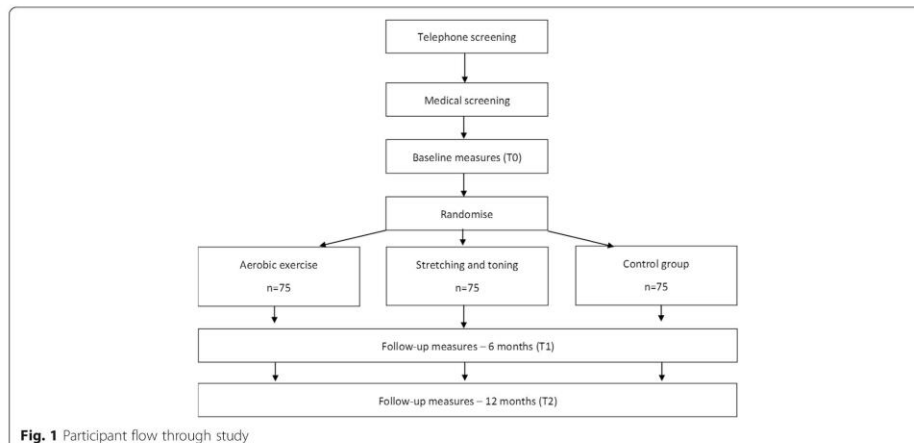 Telephone screening
Medical screening
Baseline measures (T0)
Randomise
Aerobic exercise
n=75
Stretching and toning
n=75
Control group
n=75
Follow-up measures – 6 months (T1)
Follow-up measures – 12 months (T2)
Fig. 1 Participant flow through study